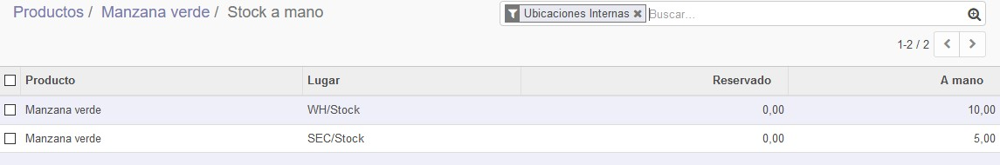 Productos / Manzana verde / Stock a mano
Ubicaciones Internas ✖ Buscar...
1-2 / 2
Producto Lugar Reservado A mano
Manzana verde WH/Stock 0,00 10,00
Manzana verde SEC/Stock 0,00 5,00